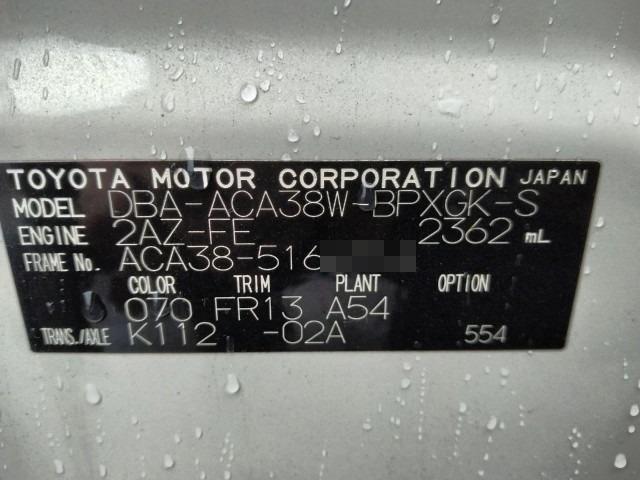 TOYOTA MOTOR CORPORATION JAPAN
MODEL DBA-ACA38W-BPXGK-S
ENGINE 2AZ-FE 2362 mL
FRAME No. ACA38-516
COLOR TRIM PLANT OPTION
070 FR13 A54
TRANS./AXLE K112 -02A 554